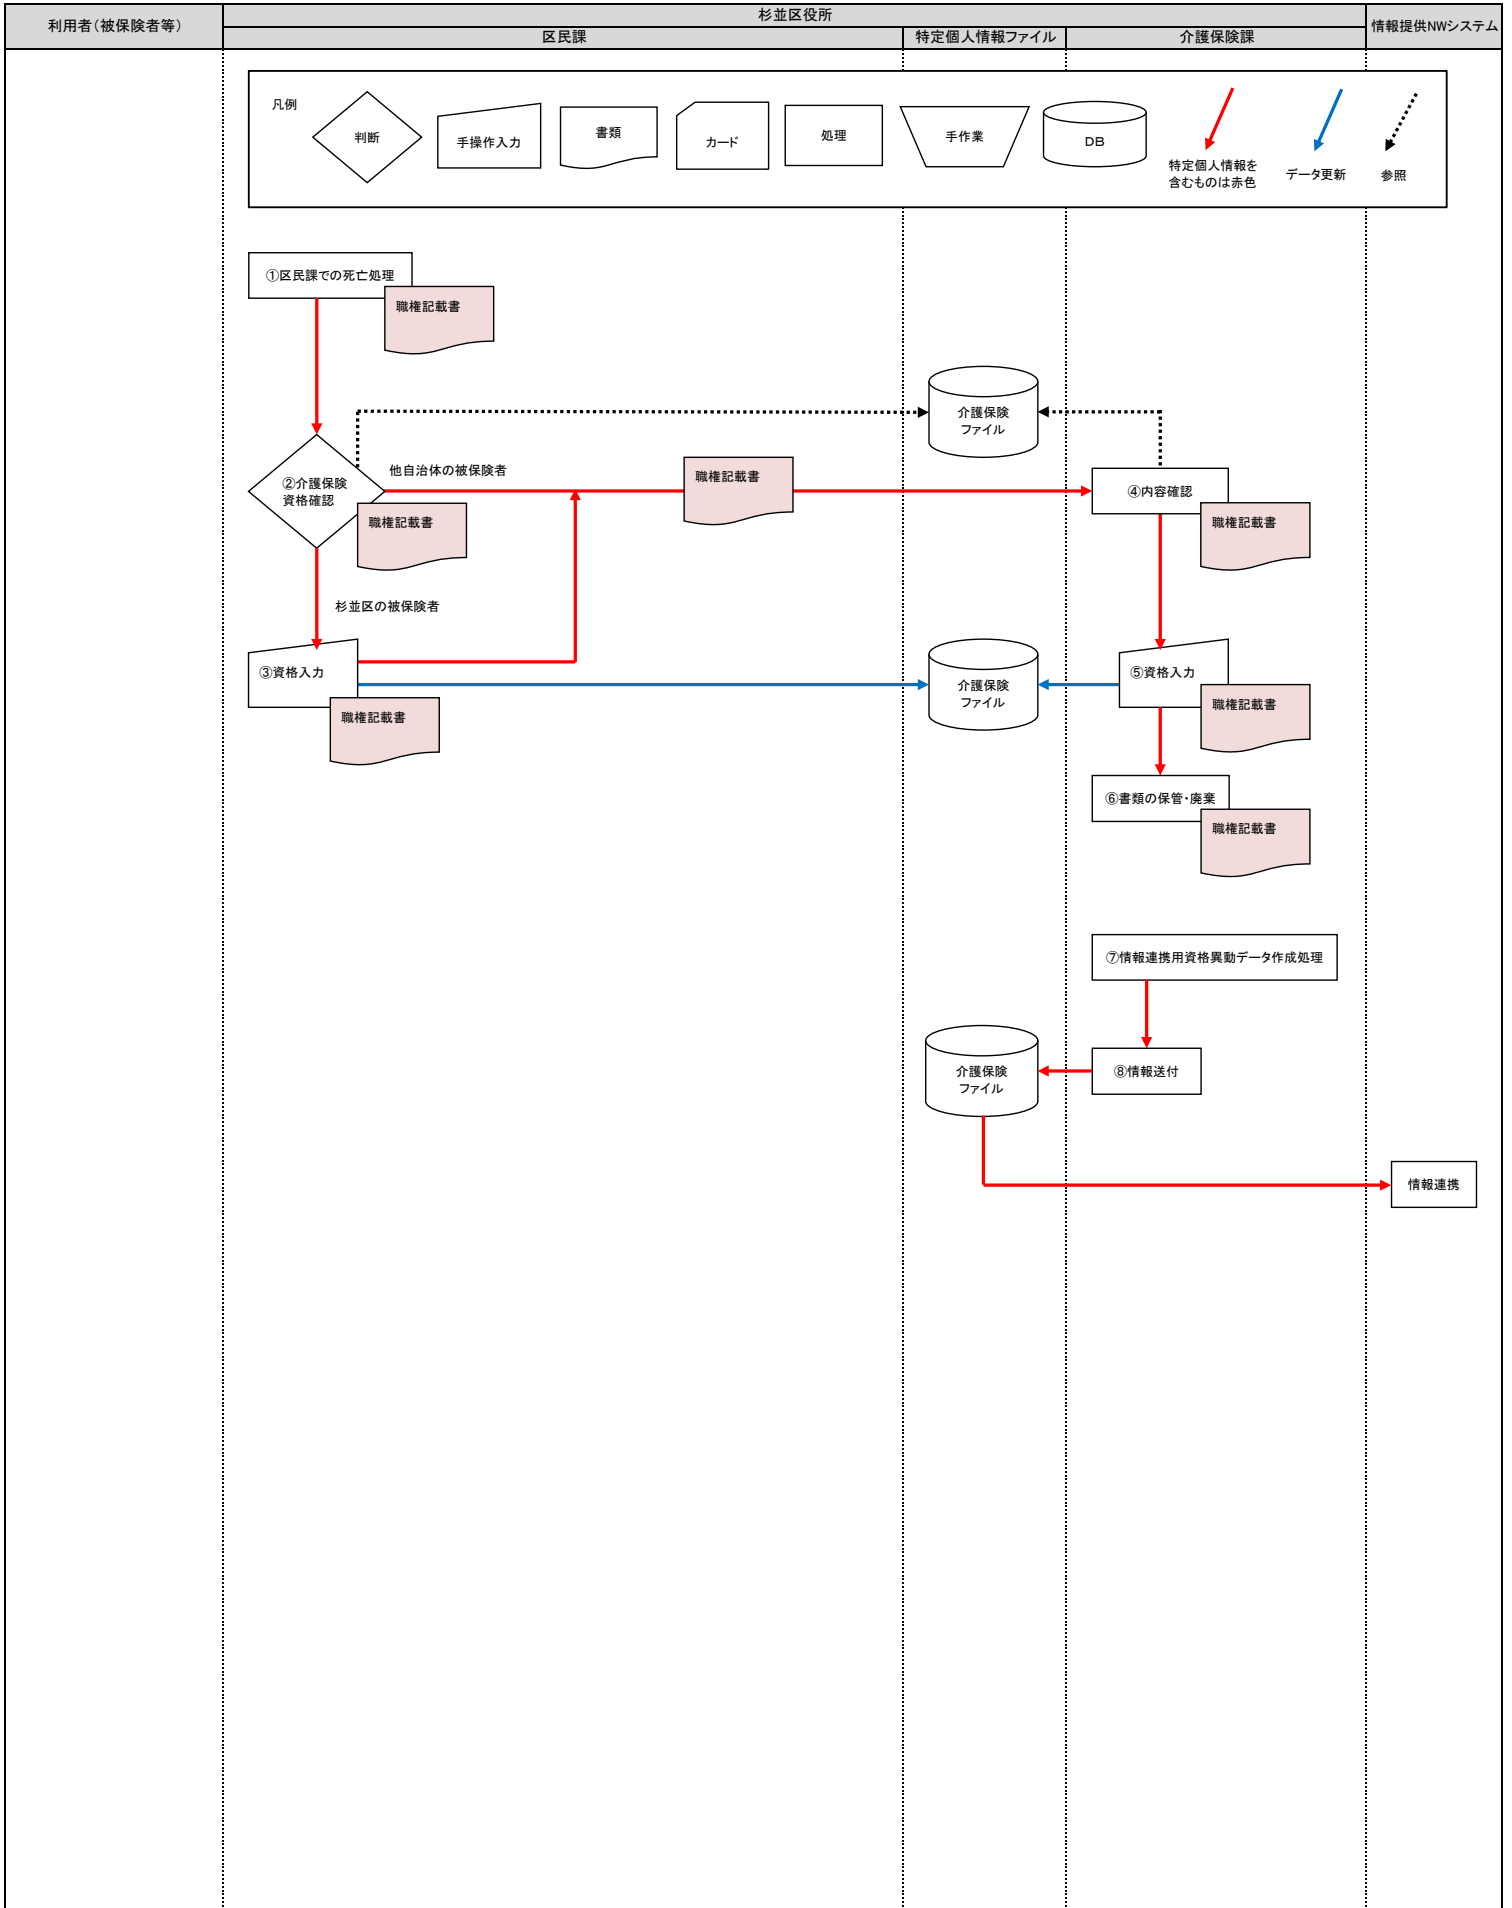 利用者（被保険者等）
杉並区役所
区民課
特定個人情報ファイル
介護保険課
情報提供NWシステム
凡例
判断
手操作入力
書類
カード
処理
手作業
DB
特定個人情報を
含むものは赤色
データ更新
参照
①区民課での死亡処理
職権記載書
介護保険
ファイル
②介護保険
資格確認
職権記載書
他自治体の被保険者
職権記載書
④内容確認
職権記載書
杉並区の被保険者
③資格入力
職権記載書
介護保険
ファイル
⑤資格入力
職権記載書
⑥書類の保管・廃棄
職権記載書
⑦情報連携用資格異動データ作成処理
介護保険
ファイル
⑧情報送付
情報連携